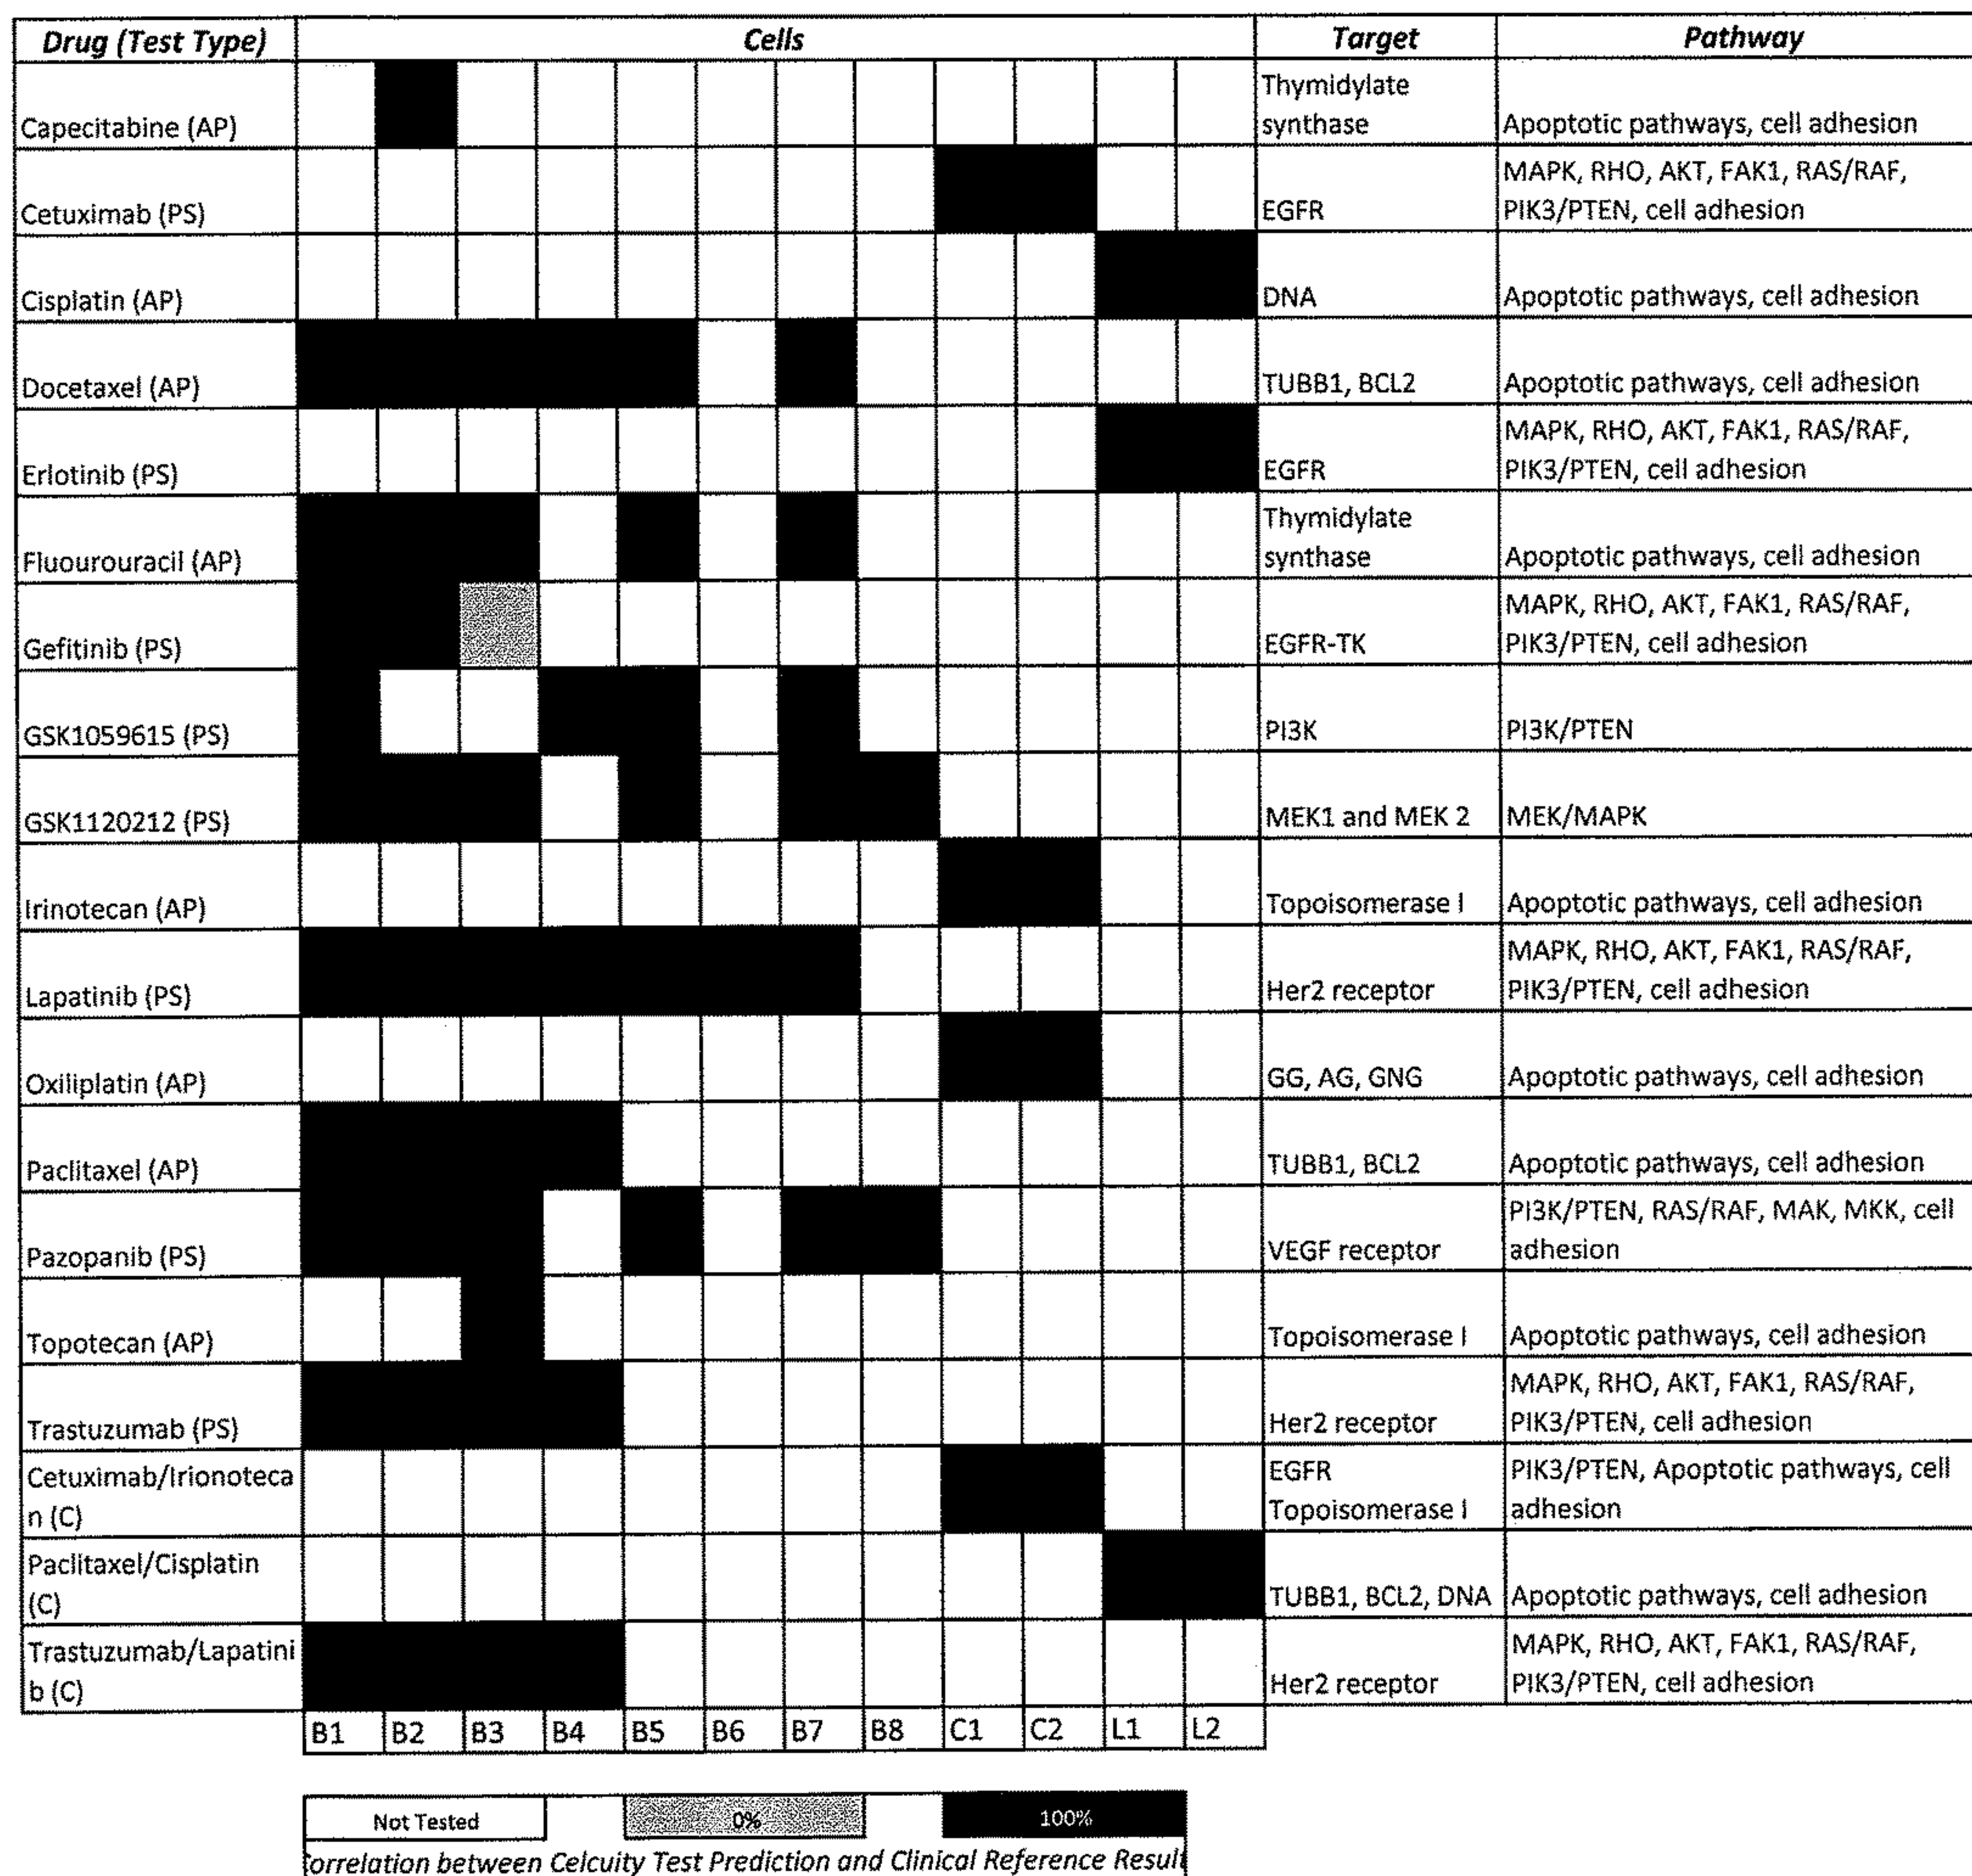 Drug (Test Type) Cells Target Pathway
Capecitabine (AP) Thymidylate
synthase Apoptotic pathways, cell adhesion
Cetuximab (PS) EGFR MAPK, RHO, AKT, FAK1, RAS/RAF,
PIK3/PTEN, cell adhesion
Cisplatin (AP) DNA Apoptotic pathways, cell adhesion
Docetaxel (AP) TUBB1, BCL2 Apoptotic pathways, cell adhesion
Erlotinib (PS) EGFR MAPK, RHO, AKT, FAK1, RAS/RAF,
PIK3/PTEN, cell adhesion
Fluourouracil (AP) Thymidylate
synthase Apoptotic pathways, cell adhesion
Gefitinib (PS) EGFR-TK MAPK, RHO, AKT, FAK1, RAS/RAF,
PIK3/PTEN, cell adhesion
GSK1059615 (PS) PI3K PI3K/PTEN
GSK1120212 (PS) MEK1 and MEK 2 MEK/MAPK
Irinotecan (AP) Topoisomerase I Apoptotic pathways, cell adhesion
Lapatinib (PS) Her2 receptor MAPK, RHO, AKT, FAK1, RAS/RAF,
PIK3/PTEN, cell adhesion
Oxiliplatin (AP) GG, AG, GNG Apoptotic pathways, cell adhesion
Paclitaxel (AP) TUBB1, BCL2 Apoptotic pathways, cell adhesion
Pazopanib (PS) VEGF receptor PI3K/PTEN, RAS/RAF, MAK, MKK, cell
adhesion
Topotecan (AP) Topoisomerase I Apoptotic pathways, cell adhesion
Trastuzumab (PS) Her2 receptor MAPK, RHO, AKT, FAK1, RAS/RAF,
PIK3/PTEN, cell adhesion
Cetuximab/Irionoteca EGFR PIK3/PTEN, Apoptotic pathways, cell
n (C) Topoisomerase I adhesion
Paclitaxel/Cisplatin
(C) TUBB1, BCL2, DNA Apoptotic pathways, cell adhesion
Trastuzumab/Lapatini MAPK, RHO, AKT, FAK1, RAS/RAF,
b (C) Her2 receptor PIK3/PTEN, cell adhesion
B1 B2 B3 B4 B5 B6 B7 B8 C1 C2 L1 L2
Not Tested 0% 100%
orrelation between Celcuity Test Prediction and Clinical Reference Resul